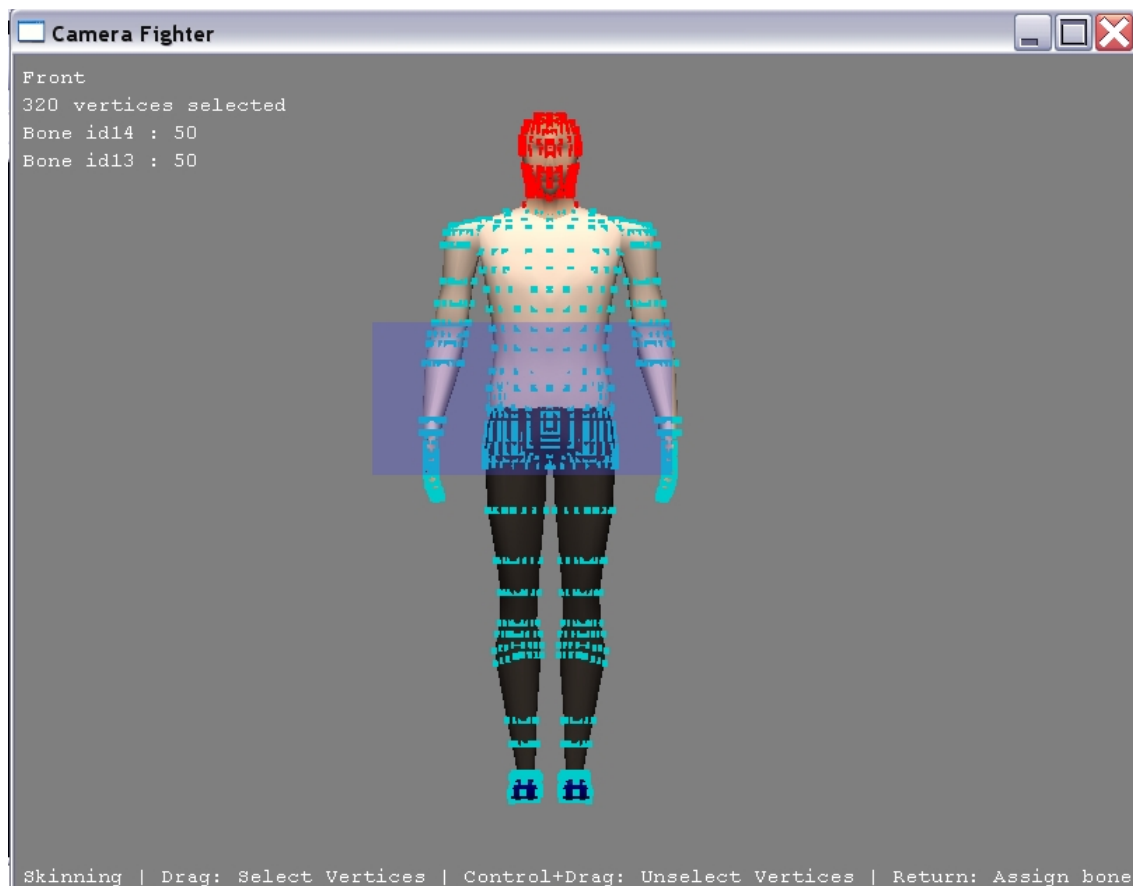 Camera Fighter
Front
320 vertices selected
Bone id14 : 50
Bone id13 : 50
Skinning | Drag: Select Vertices | Control+Drag: Unselect Vertices | Return: Assign bone